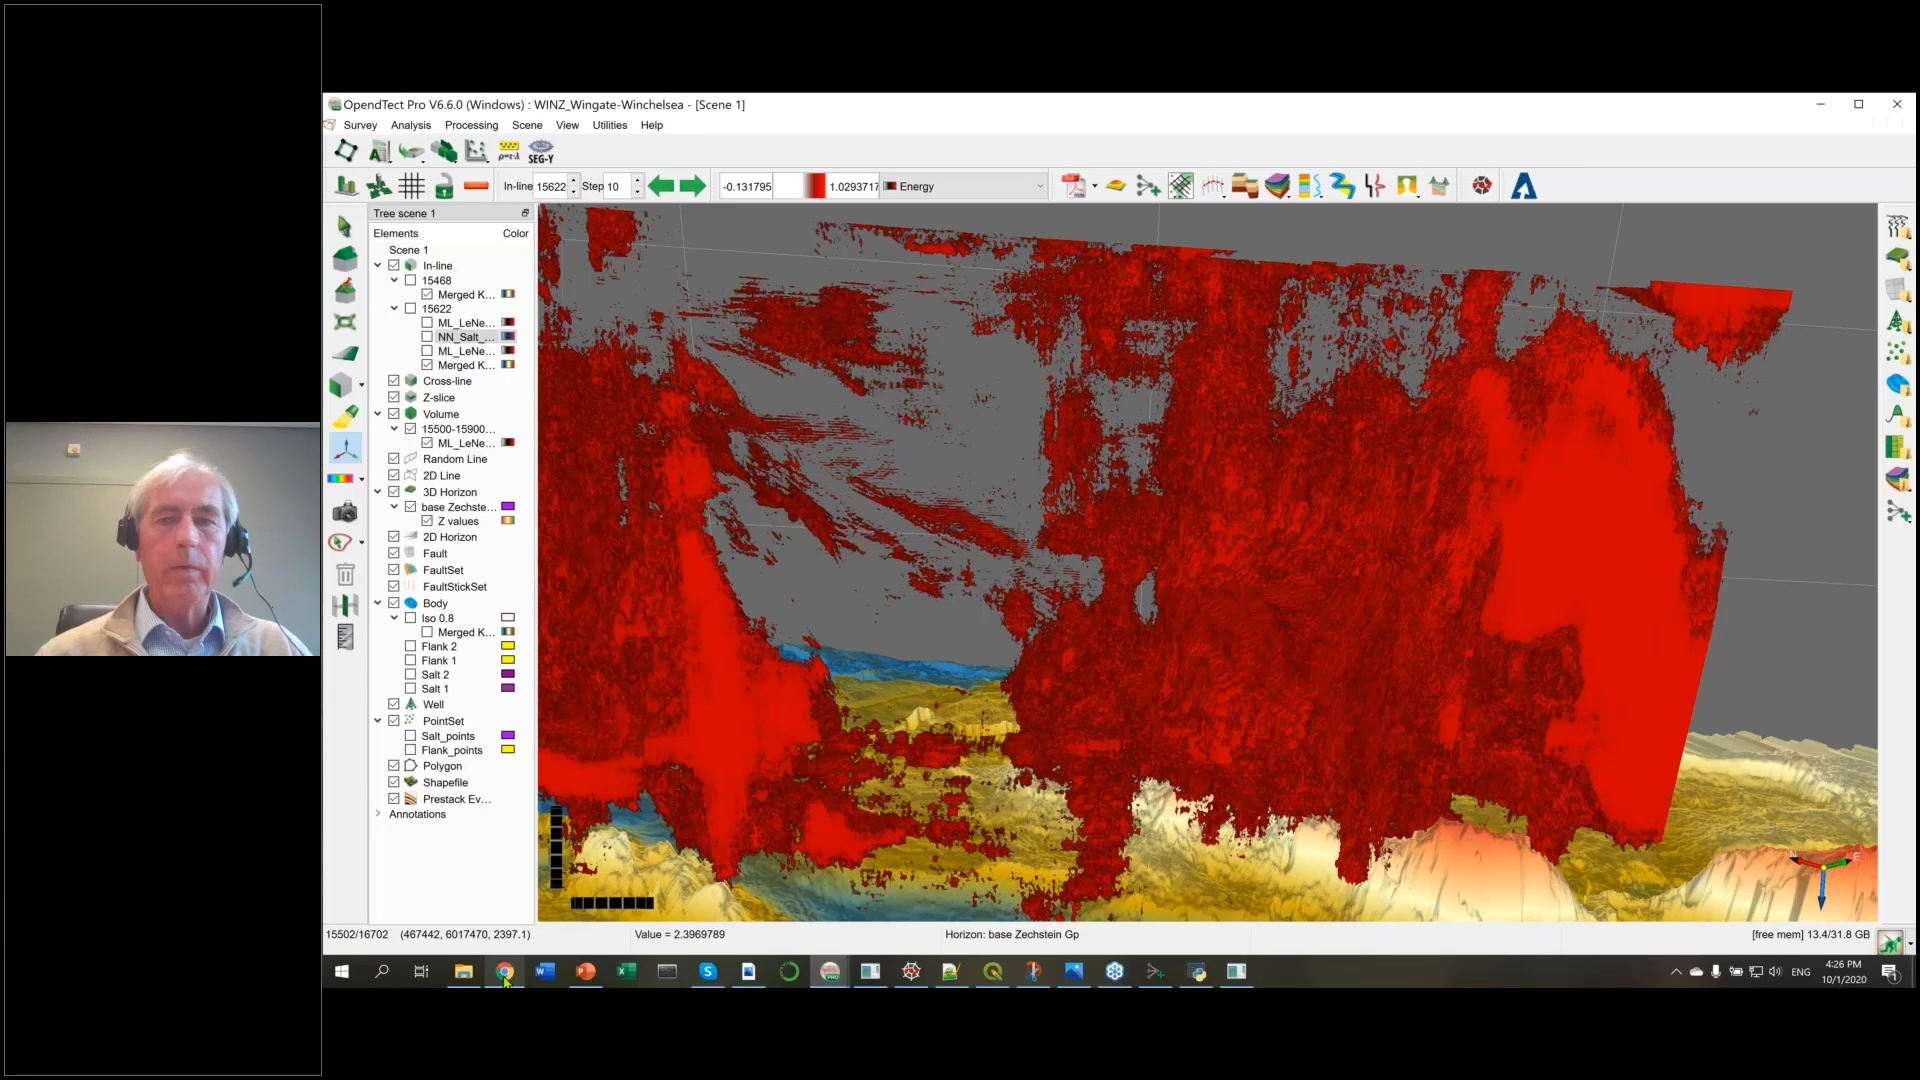 OpendTect Pro V6.6.0 (Windows) : WINZ_Wingate-Winchelsea - [Scene 1]
Survey Analysis Processing Scene View Utilities Help
SEG-Y
In-line 15622 Step 10 -0.131795 1.0293717 Energy
Tree scene 1
Elements Color
Scene 1
In-line
15468
Merged K...
15622
ML_LeNe...
NN_Salt_...
ML_LeNe...
Merged K...
Cross-line
Z-slice
Volume
15500-15900...
ML_LeNe...
Random Line
2D Line
3D Horizon
base Zechste...
Z values
2D Horizon
Fault
FaultSet
FaultStickSet
Body
Iso 0.8
Merged K...
Flank 2
Flank 1
Salt 2
Salt 1
Well
PointSet
Salt_points
Flank_points
Polygon
Shapefile
Prestack Ev...
Annotations
N E
15502/16702 (467442, 6017470, 2397.1) Value = 2.3969789 Horizon: base Zechstein Gp [free mem] 13.4/31.8 GB
ENG 4:26 PM
10/1/2020